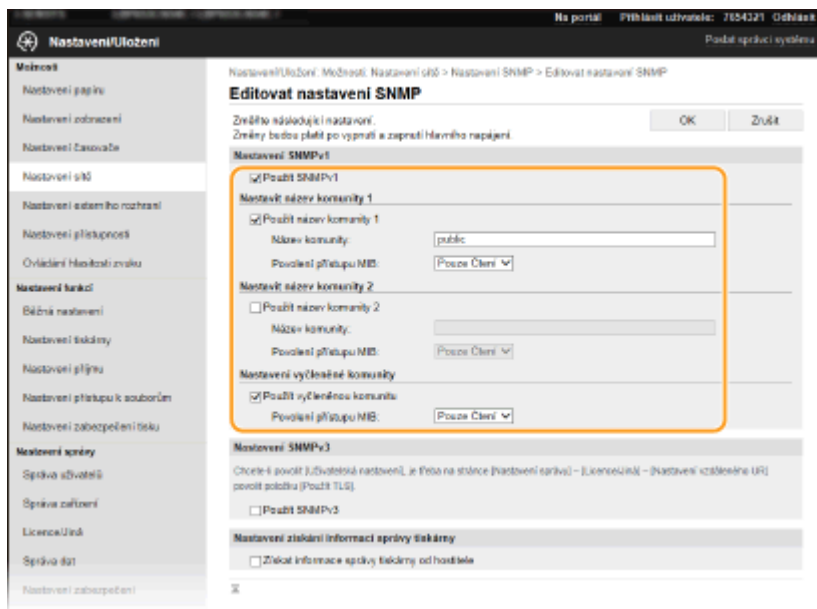 Na portál Přihlásit uživatele: 7654321 Odhlásit
Nastavení/Uložení
Poslat správci systému
Možnosti
Nastavení papíru
Nastavení zobrazení
Nastavení časovače
Nastavení sítě
Nastavení externího rozhraní
Nastavení přístupnosti
Ovládání hlasitosti zvuku
Nastavení funkcí
Běžná nastavení
Nastavení tiskárny
Nastavení příjmu
Nastavení přístupu k souborům
Nastavení zabezpečení tisku
Nastavení správy
Správa uživatelů
Správa zařízení
Licence/Jiná
Správa dat
Nastavení zabezpečení
Nastavení/Uložení: Možnosti: Nastavení sítě > Nastavení SNMP > Editovat nastavení SNMP
Editovat nastavení SNMP
Změňte následující nastavení.
Změny budou platit po vypnutí a zapnutí hlavního napájení.
OK Zrušit
Nastavení SNMPv1
Použít SNMPv1
Nastavit název komunity 1
Použít název komunity 1
Název komunity: public
Povolení přístupu MIB: Pouze Čtení
Nastavit název komunity 2
Použít název komunity 2
Název komunity:
Povolení přístupu MIB: Pouze Čtení
Nastavení vyčleněné komunity
Použít vyčleněnou komunitu
Povolení přístupu MIB: Pouze Čtení
Nastavení SNMPv3
Chcete-li povolit [Uživatelská nastavení], je třeba na stránce [Nastavení správy] – [Licence/Jiná] – [Nastavení vzdáleného UR]
povolit položku [Použít TLS].
Použít SNMPv3
Nastavení získání informací správy tiskárny
Získat informace správy tiskárny od hostitele